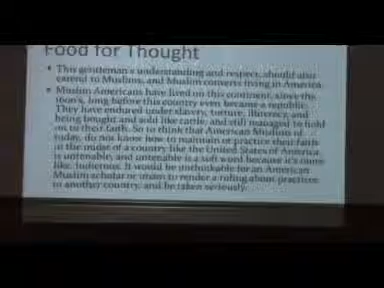 Food for Thought
• This gentleman's understanding and respect, should also
extend to Muslims, and Muslim converts living in America.
• Muslim Americans have lived on this continent, since the
long before this country even became a republic.
They have endured under slavery, torture, illiteracy, and
being bought and sold like cattle, and still managed to hold
on to their faith. So to think that American Muslims of
today, do not know how to maintain or practice their faith
in the midst of a country like the United States of America
is untenable, and untenable is a soft word because it's more
like, ludicrous. It would be unthinkable for an American
Muslim scholar or imam to render a ruling about practices
in another country, and be taken seriously.